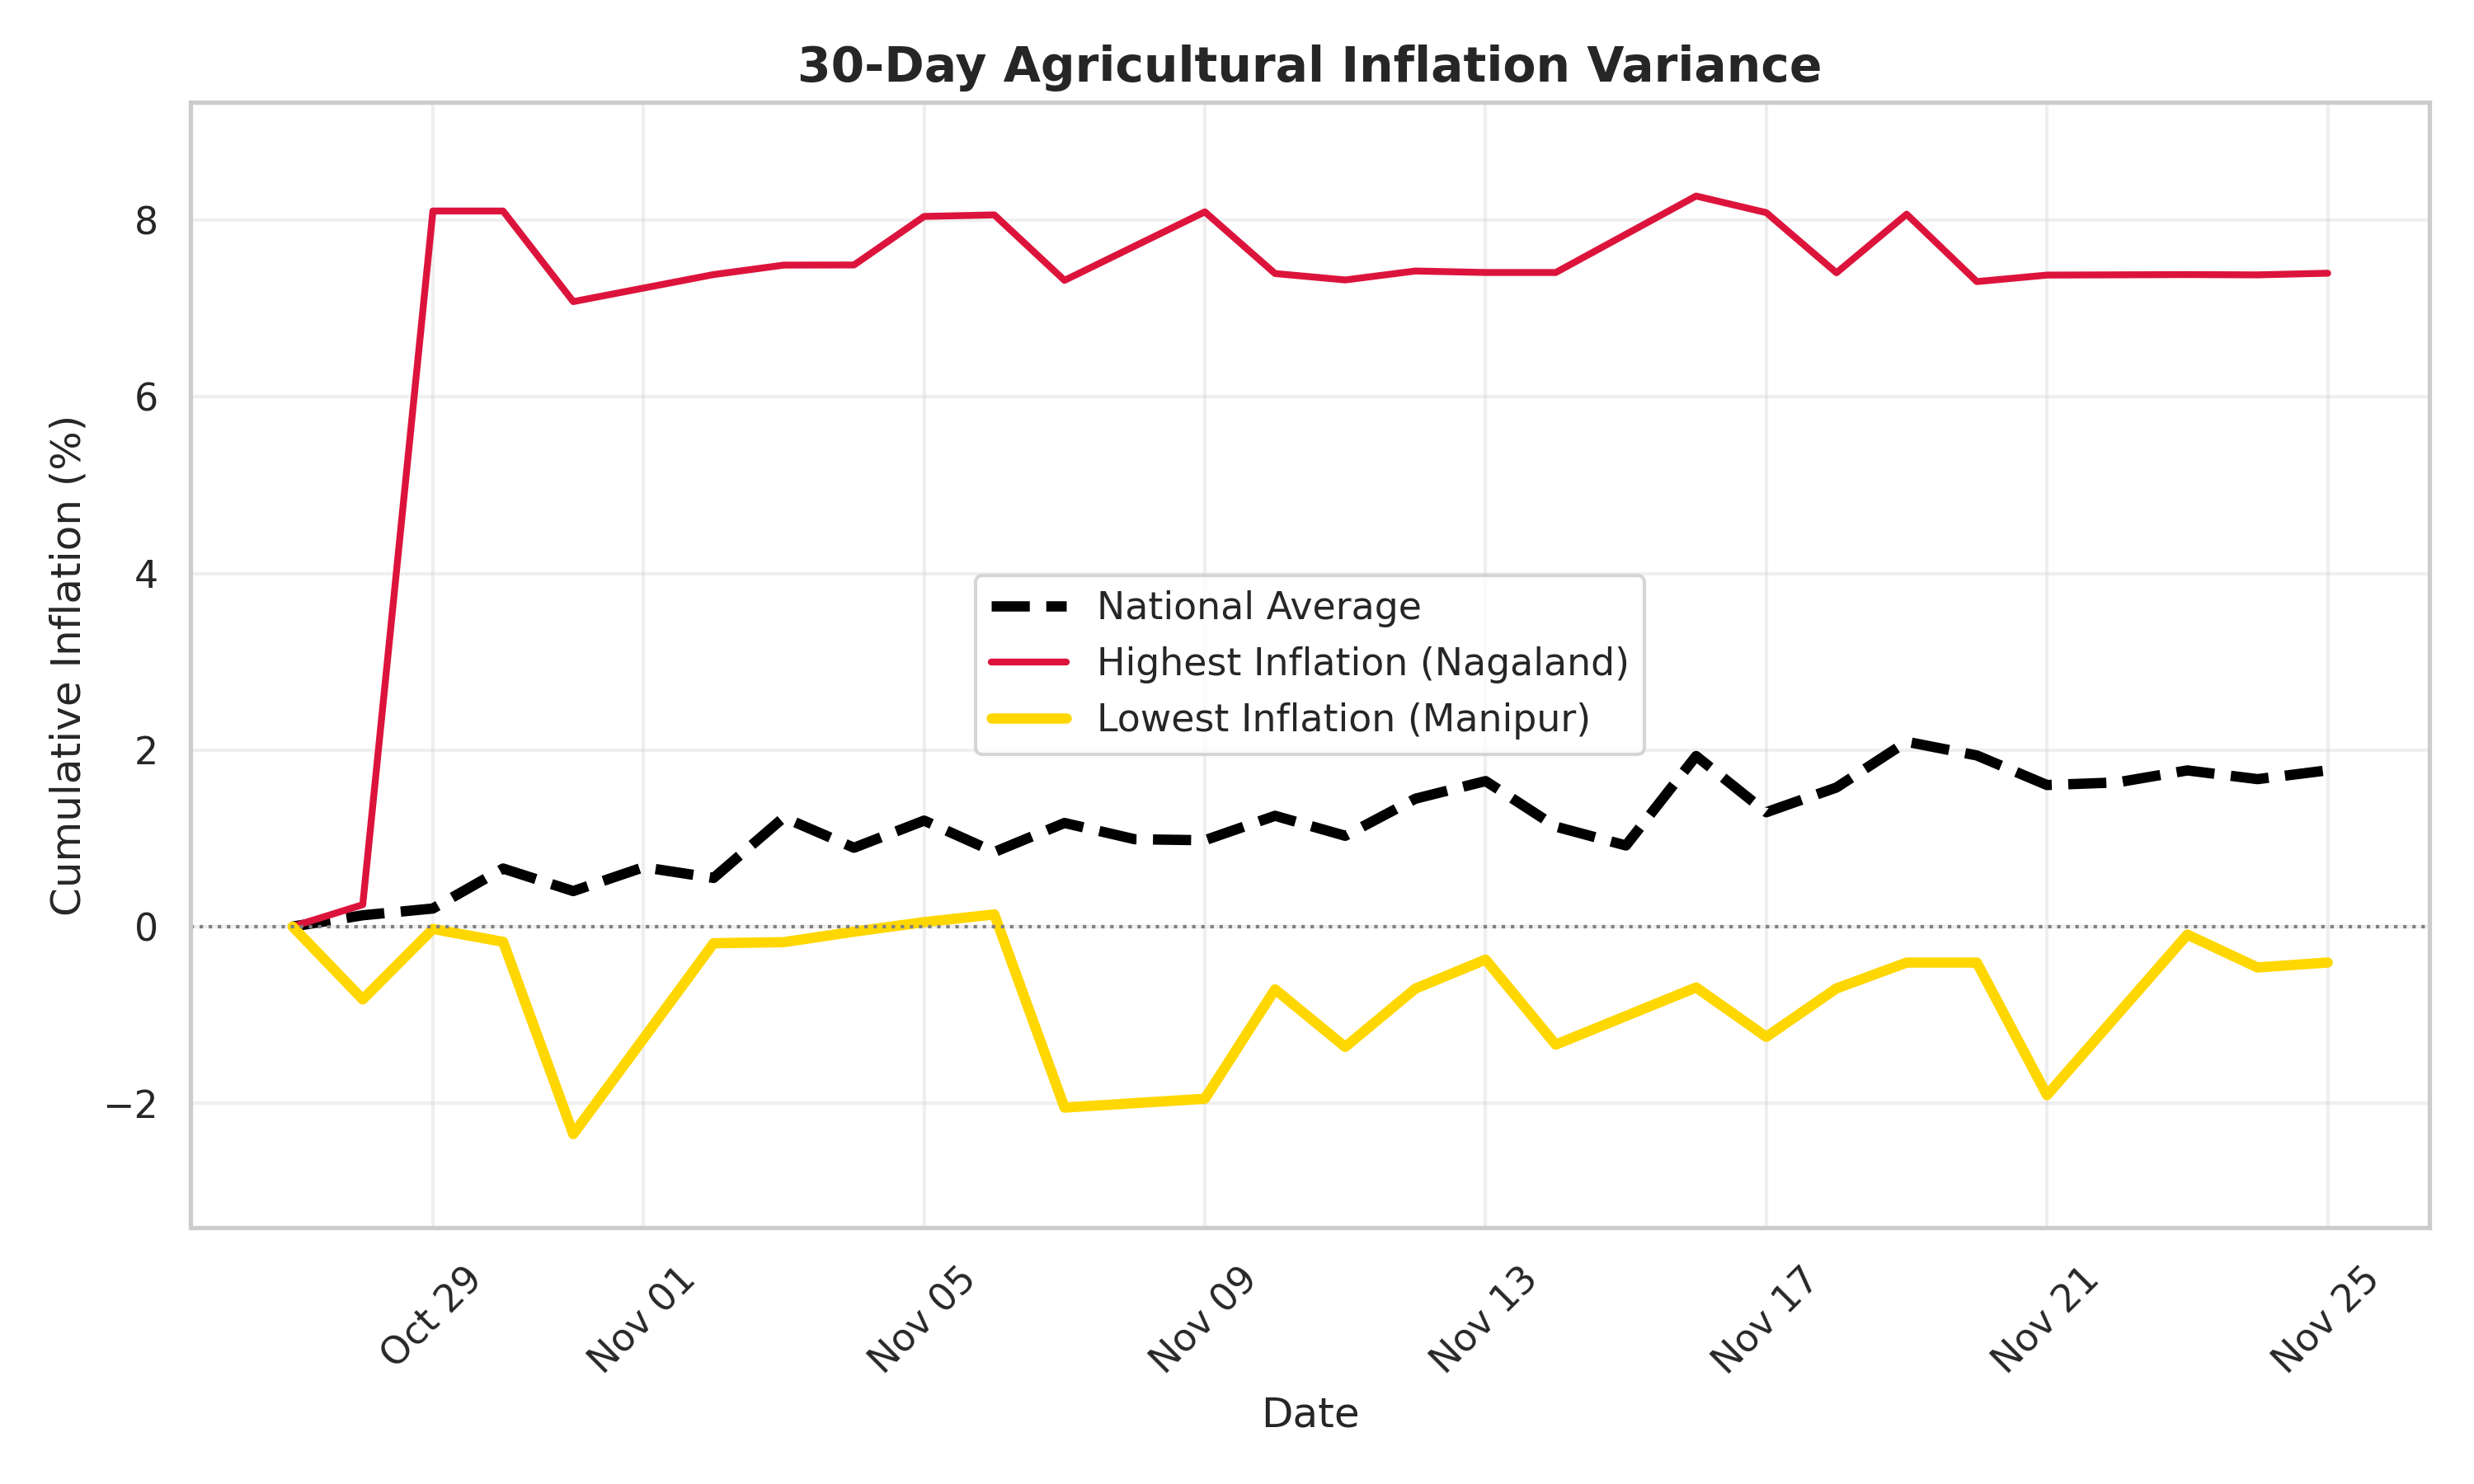 30-Day Agricultural Inflation Variance
Cumulative Inflation (%)
8
6
4
2
0
−2
National Average
Highest Inflation (Nagaland)
Lowest Inflation (Manipur)
Oct 29
Nov 01
Nov 05
Nov 09
Nov 13
Nov 17
Nov 21
Nov 25
Date